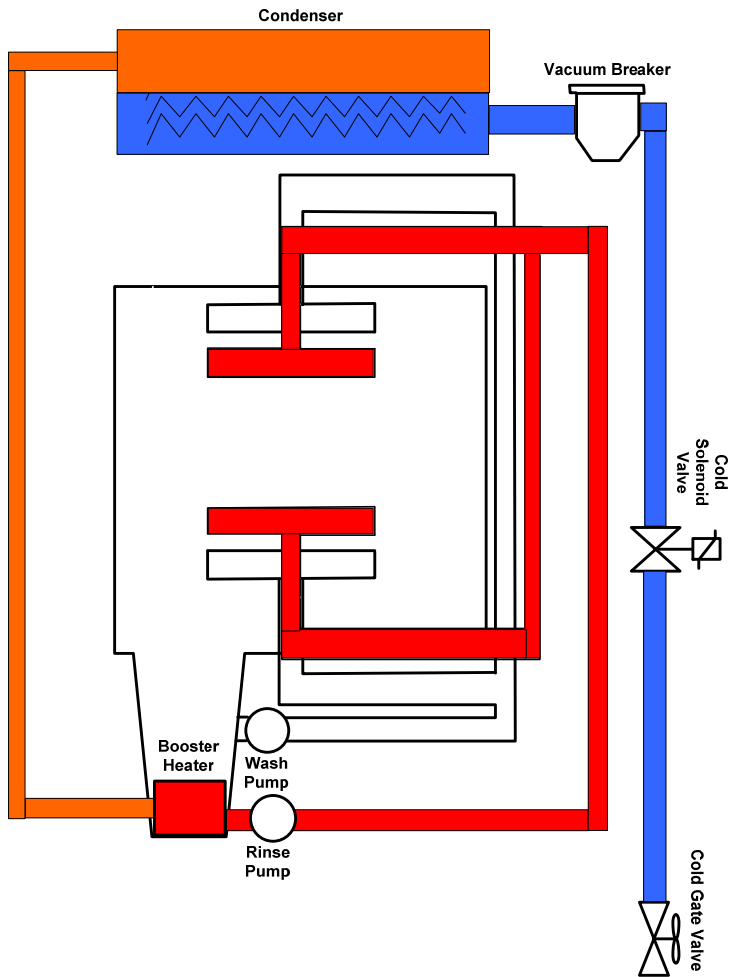 Condenser
Vacuum Breaker
Cold
Solenoid
Valve
Booster
Heater
Wash
Pump
Rinse
Pump
Cold Gate Valve